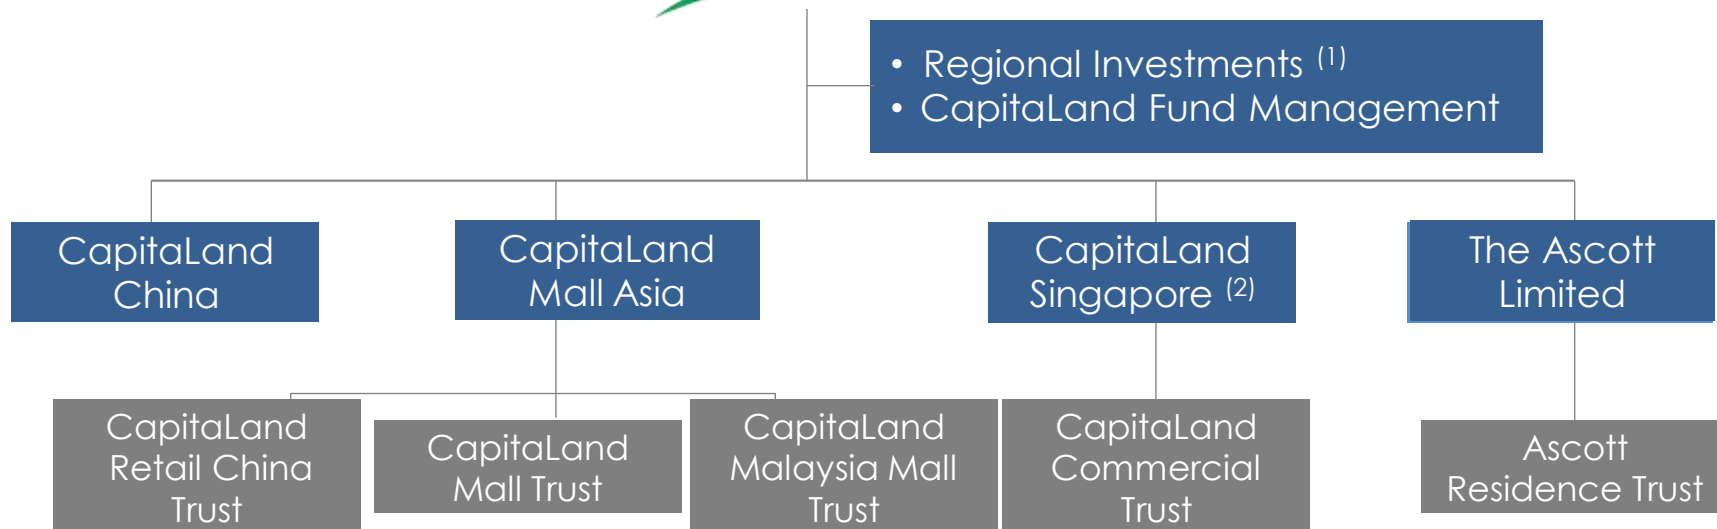 • Regional Investments (1)
• CapitaLand Fund Management
CapitaLand
China
CapitaLand
Mall Asia
CapitaLand
Singapore (2)
The Ascott
Limited
CapitaLand
Retail China
Trust
CapitaLand
Mall Trust
CapitaLand
Malaysia Mall
Trust
CapitaLand
Commercial
Trust
Ascott
Residence Trust